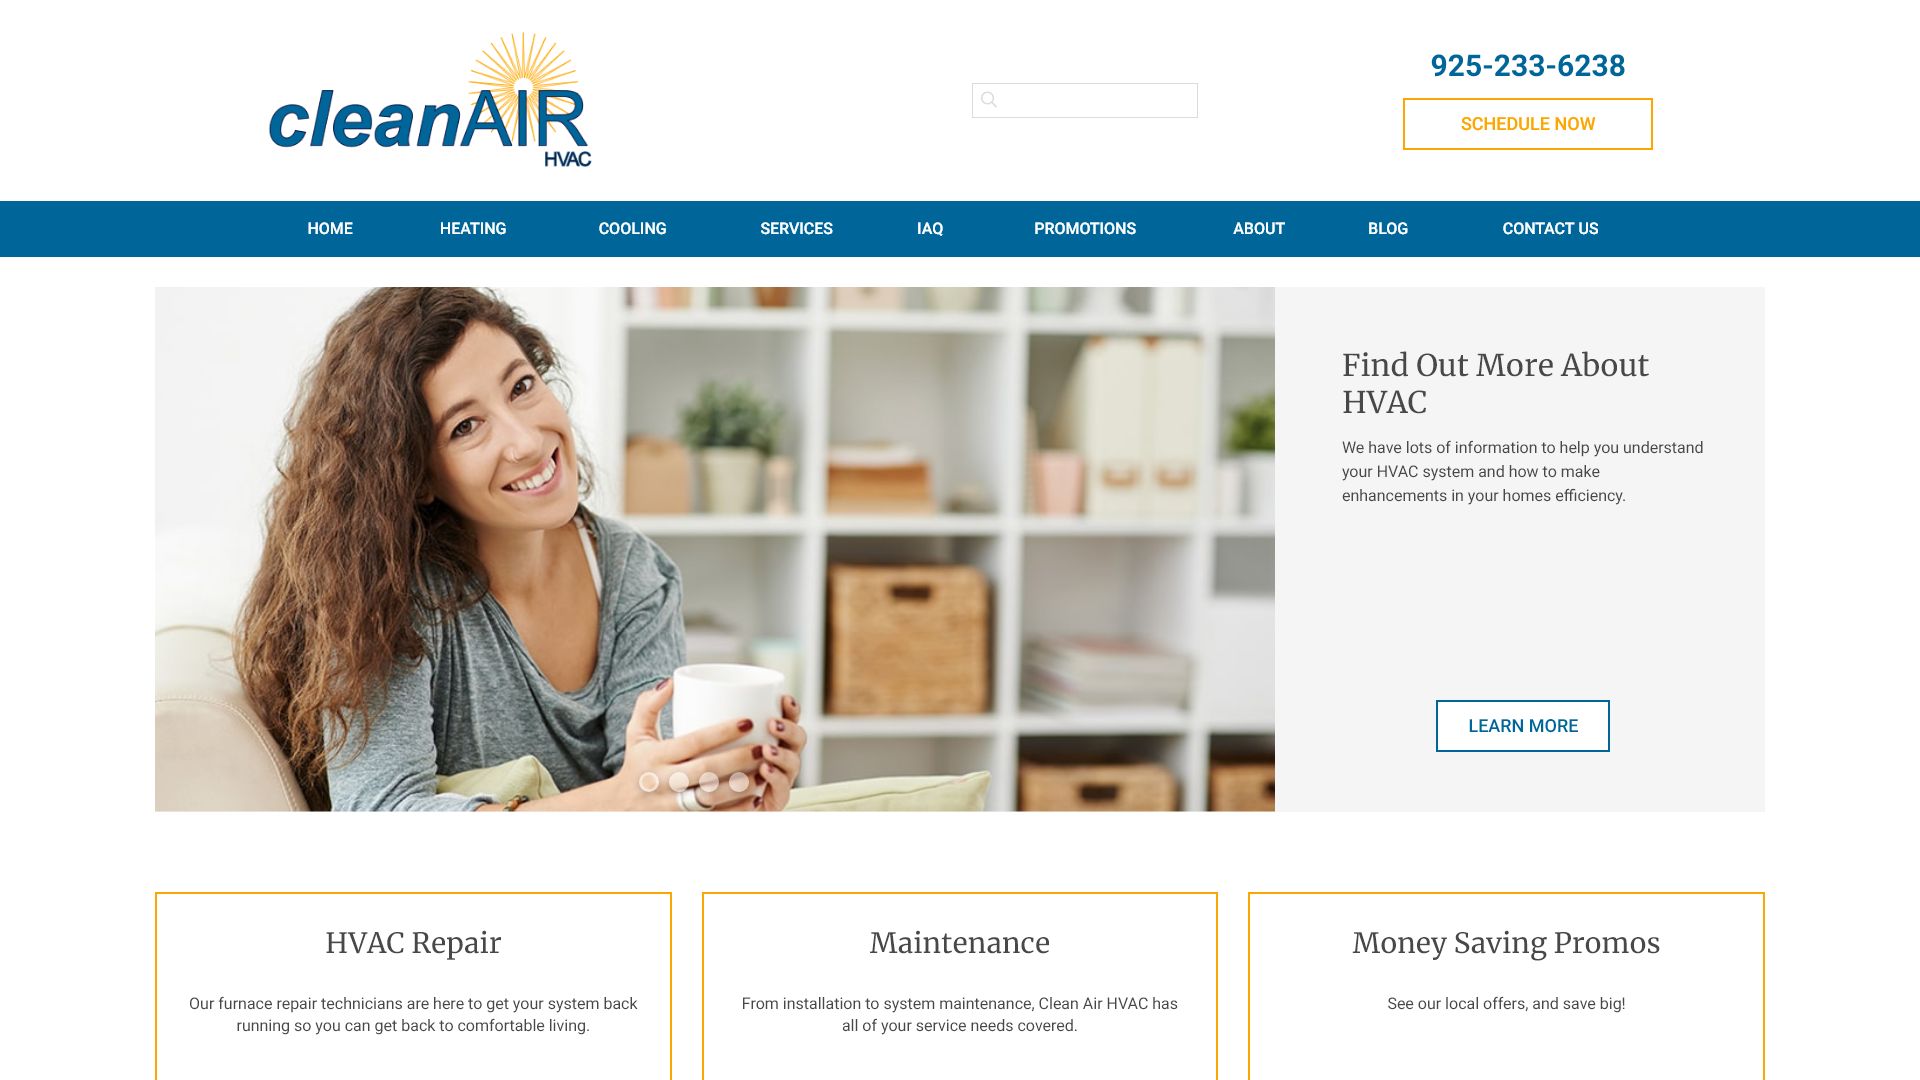 cleanAIR
HVAC
925-233-6238
SCHEDULE NOW
HOME HEATING COOLING SERVICES IAQ PROMOTIONS ABOUT BLOG CONTACT US
Find Out More About
HVAC
We have lots of information to help you understand
your HVAC system and how to make
enhancements in your homes efficiency.
LEARN MORE
HVAC Repair
Our furnace repair technicians are here to get your system back
running so you can get back to comfortable living.
Maintenance
From installation to system maintenance, Clean Air HVAC has
all of your service needs covered.
Money Saving Promos
See our local offers, and save big!